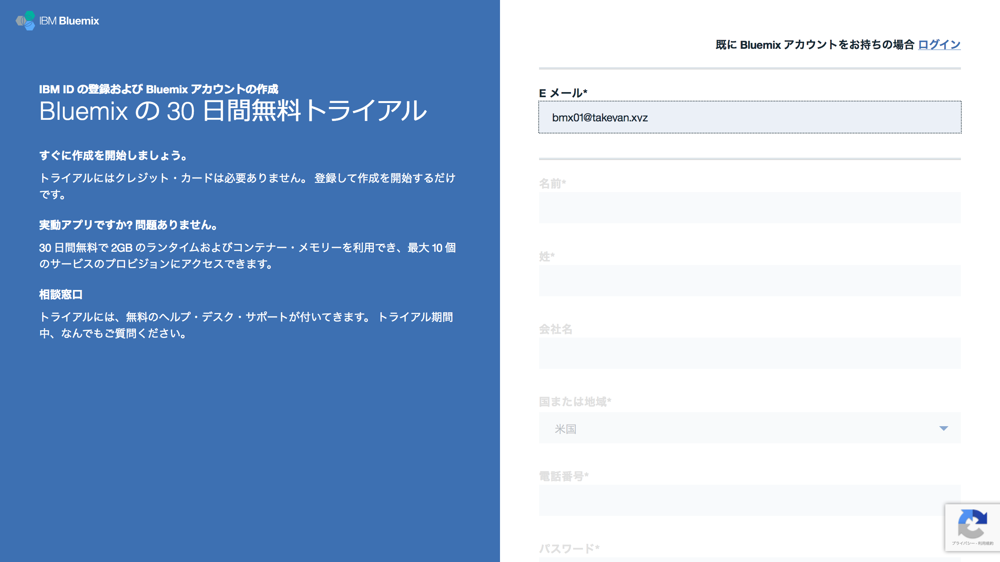 IBM Bluemix
IBM ID の登録および Bluemix アカウントの作成
Bluemix の 30 日間無料トライアル
すぐに作成を開始しましょう。
トライアルにはクレジット・カードは必要ありません。 登録して作成を開始するだけ
です。
実動アプリですか? 問題ありません。
30 日間無料で 2GB のランタイムおよびコンテナー・メモリーを利用でき、最大 10 個
のサービスのプロビジョンにアクセスできます。
相談窓口
トライアルには、無料のヘルプ・デスク・サポートが付いてきます。 トライアル期間
中、なんでもご質問ください。
既に Bluemix アカウントをお持ちの場合 ログイン
E メール*
bmx01@takevan.xyz
名前*
姓*
会社名
国または地域*
米国
電話番号*
パスワード*
プライバシー - 利用規約